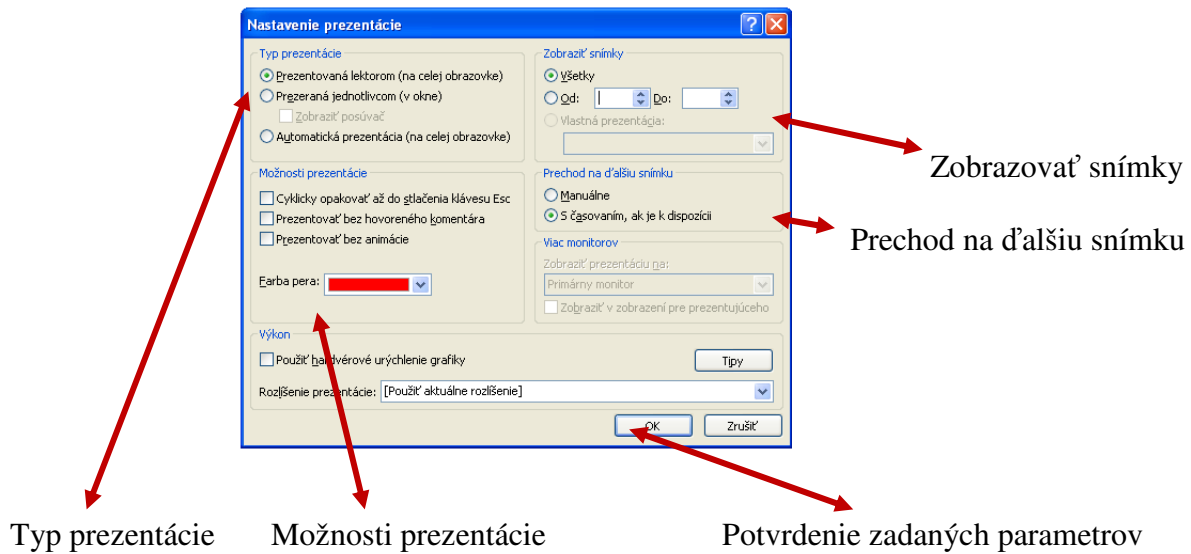 Nastavenie prezentácie
Typ prezentácie
Prezentovaná lektorom (na celej obrazovke)
Prezeraná jednotlivcom (v okne)
Zobraziť posúvač
Automatická prezentácia (na celej obrazovke)
Zobraziť snímky
Všetky
Od: Do:
Vlastná prezentácia:
Možnosti prezentácie
Cyklicky opakovať až do stlačenia klávesu Esc
Prezentovať bez hovoreného komentára
Prezentovať bez animácie
Farba pera:
Prechod na ďalšiu snímku
Manuálne
S časovaním, ak je k dispozícii
Viac monitorov
Zobraziť prezentáciu na:
Primárny monitor
Zobraziť v zobrazení pre prezentujúceho
Výkon
Použiť hardvérové urýchlenie grafiky
Tipy
Rozlíšenie prezentácie: [Použiť aktuálne rozlíšenie]
OK Zrušiť
Zobrazovať snímky
Prechod na ďalšiu snímku
Typ prezentácie Možnosti prezentácie Potvrdenie zadaných parametrov